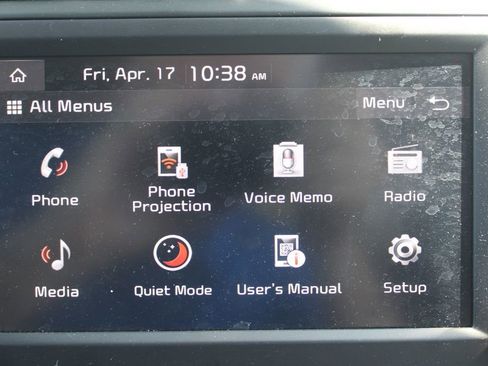 Fri, Apr. 17 10:38 AM
All Menus Menu
Phone Phone Projection Voice Memo Radio
Media Quiet Mode User's Manual Setup